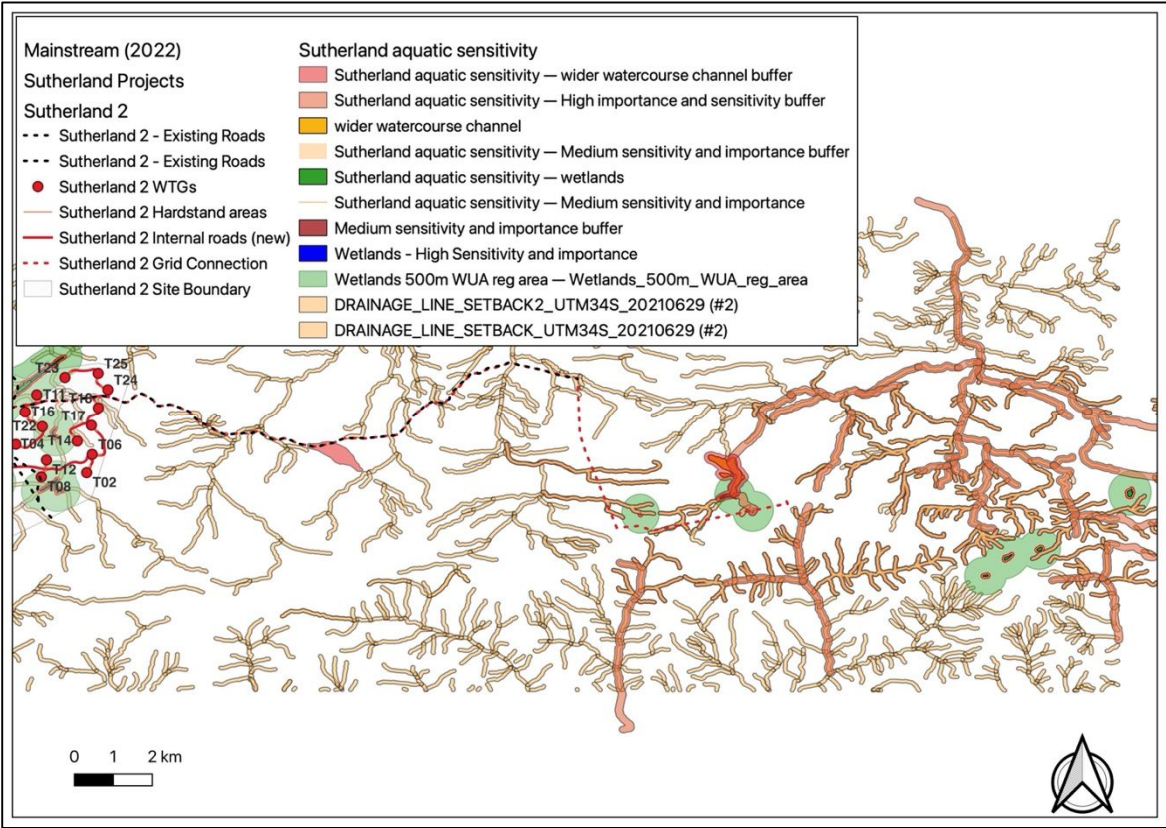 Mainstream (2022)
Sutherland Projects
Sutherland 2
Sutherland 2 - Existing Roads
Sutherland 2 - Existing Roads
Sutherland 2 WTGs
Sutherland 2 Hardstand areas
Sutherland 2 Internal roads (new)
Sutherland 2 Grid Connection
Sutherland 2 Site Boundary
Sutherland aquatic sensitivity
Sutherland aquatic sensitivity — wider watercourse channel buffer
Sutherland aquatic sensitivity — High importance and sensitivity buffer
wider watercourse channel
Sutherland aquatic sensitivity — Medium sensitivity and importance buffer
Sutherland aquatic sensitivity — wetlands
Sutherland aquatic sensitivity — Medium sensitivity and importance
Medium sensitivity and importance buffer
Wetlands - High Sensitivity and importance
Wetlands 500m WUA reg area — Wetlands_500m_WUA_reg_area
DRAINAGE_LINE_SETBACK2_UTM34S_20210629 (#2)
DRAINAGE_LINE_SETBACK_UTM34S_20210629 (#2)
T23
T25
T24
T11
T16
T17
T22
T04
T14
T06
T12
T02
T08
0 1 2 km